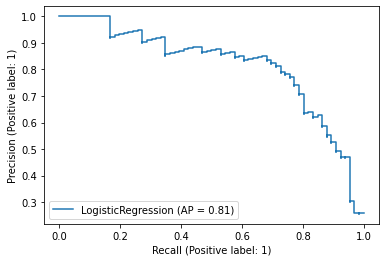 1.0
0.9
0.8
0.7
0.6
0.5
0.4
0.3
Precision (Positive label: 1)
LogisticRegression (AP = 0.81)
0.0 0.2 0.4 0.6 0.8 1.0
Recall (Positive label: 1)